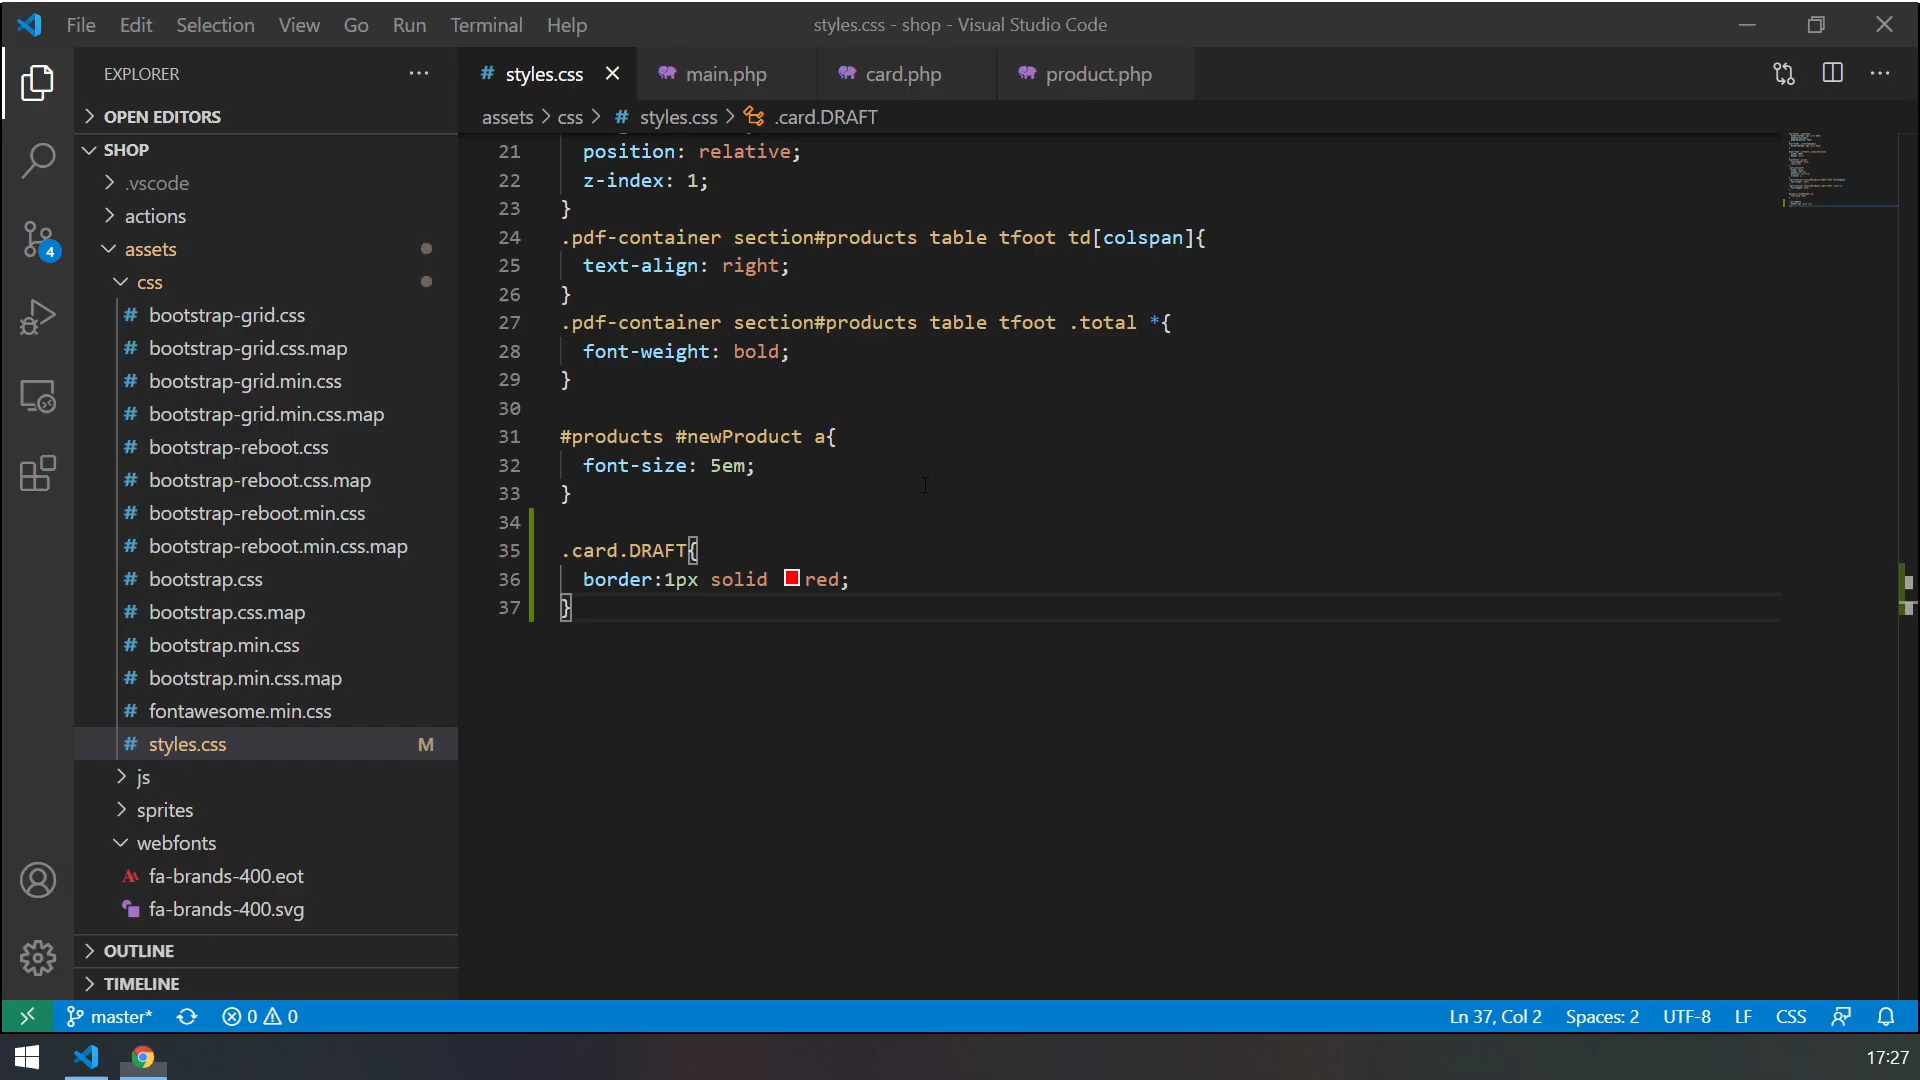 File Edit Selection View Go Run Terminal Help
styles.css - shop - Visual Studio Code
EXPLORER
OPEN EDITORS
SHOP
.vscode
actions
assets
css
bootstrap-grid.css
bootstrap-grid.css.map
bootstrap-grid.min.css
bootstrap-grid.min.css.map
bootstrap-reboot.css
bootstrap-reboot.css.map
bootstrap-reboot.min.css
bootstrap-reboot.min.css.map
bootstrap.css
bootstrap.css.map
bootstrap.min.css
bootstrap.min.css.map
fontawesome.min.css
styles.css M
js
sprites
webfonts
fa-brands-400.eot
fa-brands-400.svg
OUTLINE
TIMELINE
4
styles.css main.php card.php product.php
assets > css > # styles.css > .card.DRAFT
21 position: relative;
22 z-index: 1;
23 }
24 .pdf-container section#products table tfoot td[colspan]{
25 text-align: right;
26 }
27 .pdf-container section#products table tfoot .total *{
28 font-weight: bold;
29 }
30
31 #products #newProduct a{
32 font-size: 5em;
33 }
34
35 .card.DRAFT{
36 border:1px solid red;
37 }
master* 0 0
Ln 37, Col 2 Spaces: 2 UTF-8 LF CSS
17:27